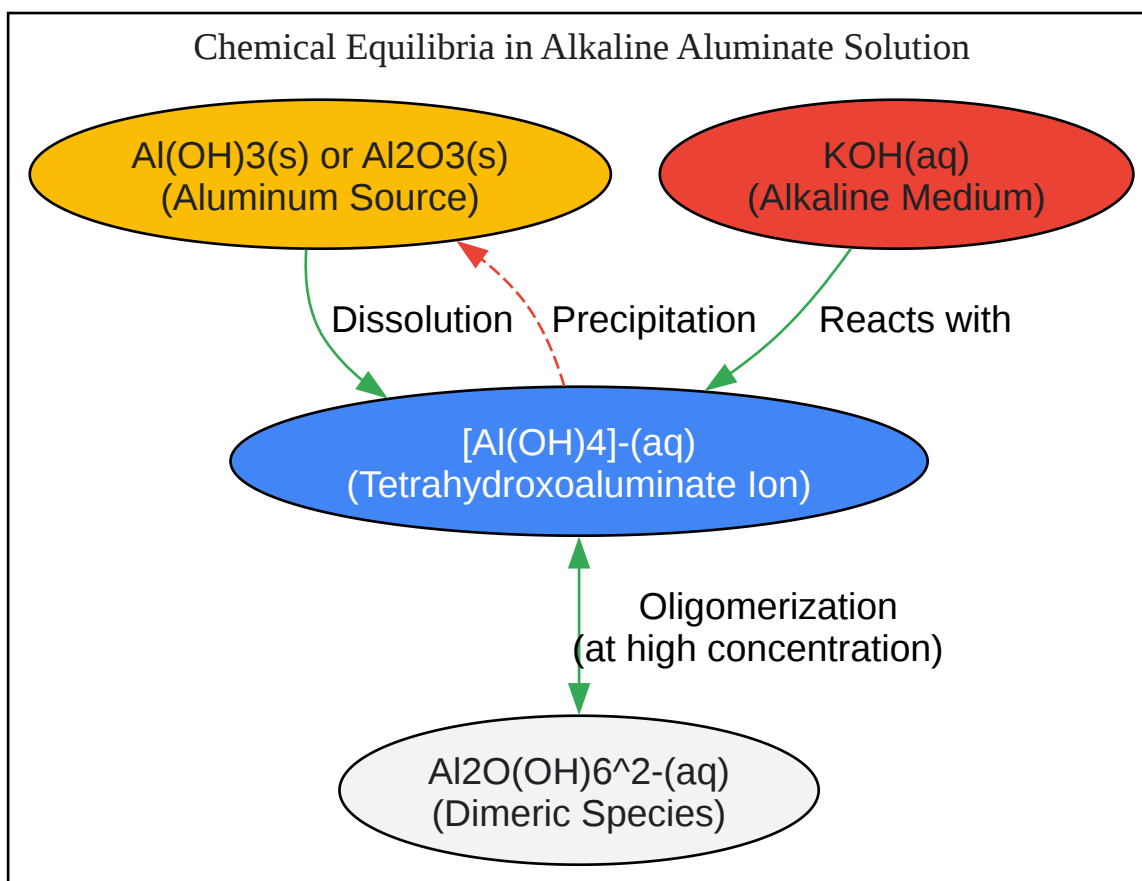 Chemical Equilibria in Alkaline Aluminate Solution
Al(OH)3(s) or Al2O3(s)
(Aluminum Source)
KOH(aq)
(Alkaline Medium)
Dissolution
Precipitation
Reacts with
[Al(OH)4]-(aq)
(Tetrahydroxoaluminate Ion)
Oligomerization
(at high concentration)
Al2O(OH)6^2-(aq)
(Dimeric Species)